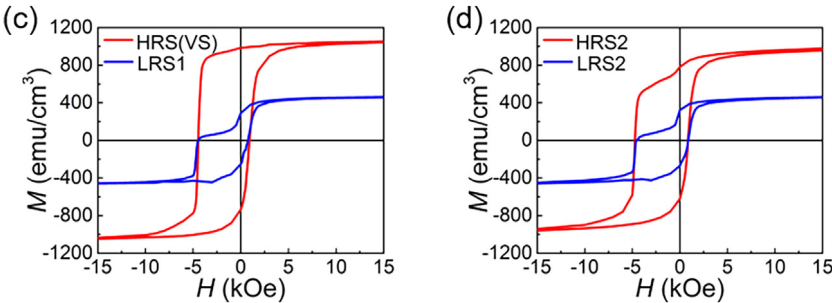 (c)
1200
800
400
0
-400
-800
-1200
M (emu/cm³)
HRS(VS)
LRS1
-15 -10 -5 0 5 10 15
H (kOe)
(d)
1200
800
400
0
-400
-800
-1200
M (emu/cm³)
HRS2
LRS2
-15 -10 -5 0 5 10 15
H (kOe)